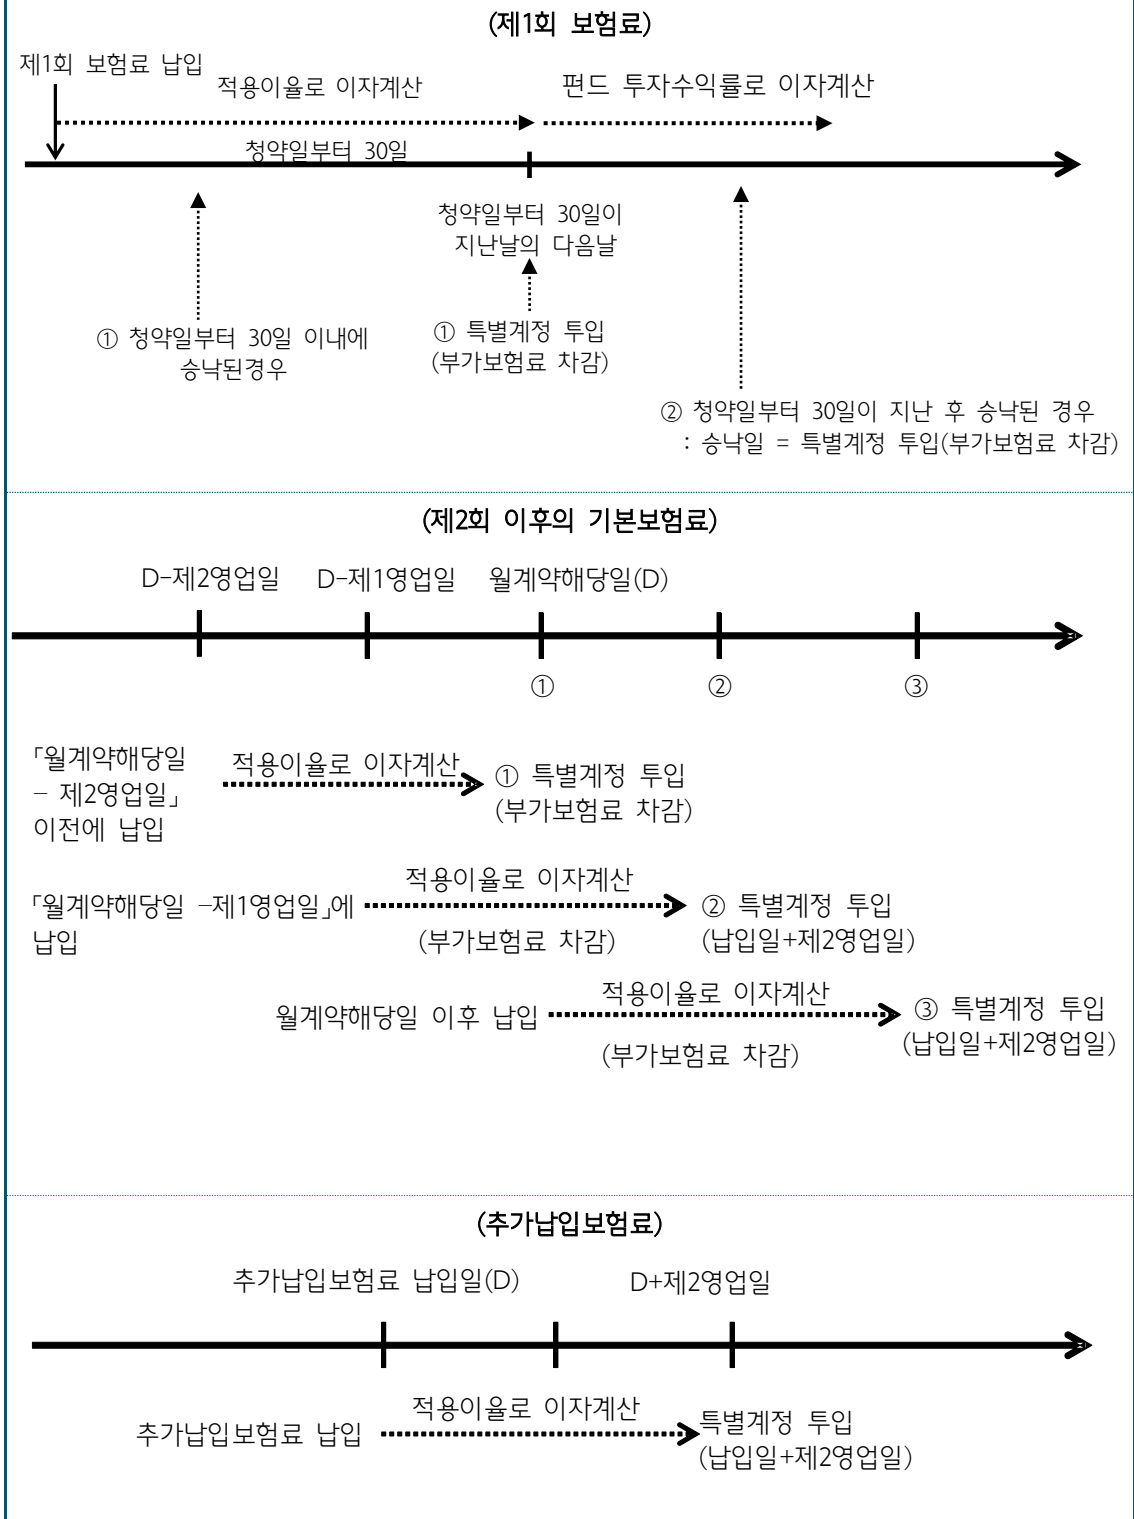 (제1회 보험료)
제1회 보험료 납입
적용이율로 이자계산
펀드 투자수익률로 이자계산
청약일부터 30일
청약일부터 30일이
지난날의 다음날
① 청약일부터 30일 이내에
승낙된경우
① 특별계정 투입
(부가보험료 차감)
② 청약일부터 30일이 지난 후 승낙된 경우
: 승낙일 = 특별계정 투입(부가보험료 차감)
(제2회 이후의 기본보험료)
D-제2영업일
D-제1영업일
월계약해당일(D)
①
②
③
「월계약해당일
- 제2영업일」
이전에 납입
적용이율로 이자계산
① 특별계정 투입
(부가보험료 차감)
「월계약해당일 -제1영업일」에
납입
적용이율로 이자계산
(부가보험료 차감)
② 특별계정 투입
(납입일+제2영업일)
월계약해당일 이후 납입
적용이율로 이자계산
(부가보험료 차감)
③ 특별계정 투입
(납입일+제2영업일)
(추가납입보험료)
추가납입보험료 납입일(D)
D+제2영업일
추가납입보험료 납입
적용이율로 이자계산
특별계정 투입
(납입일+제2영업일)